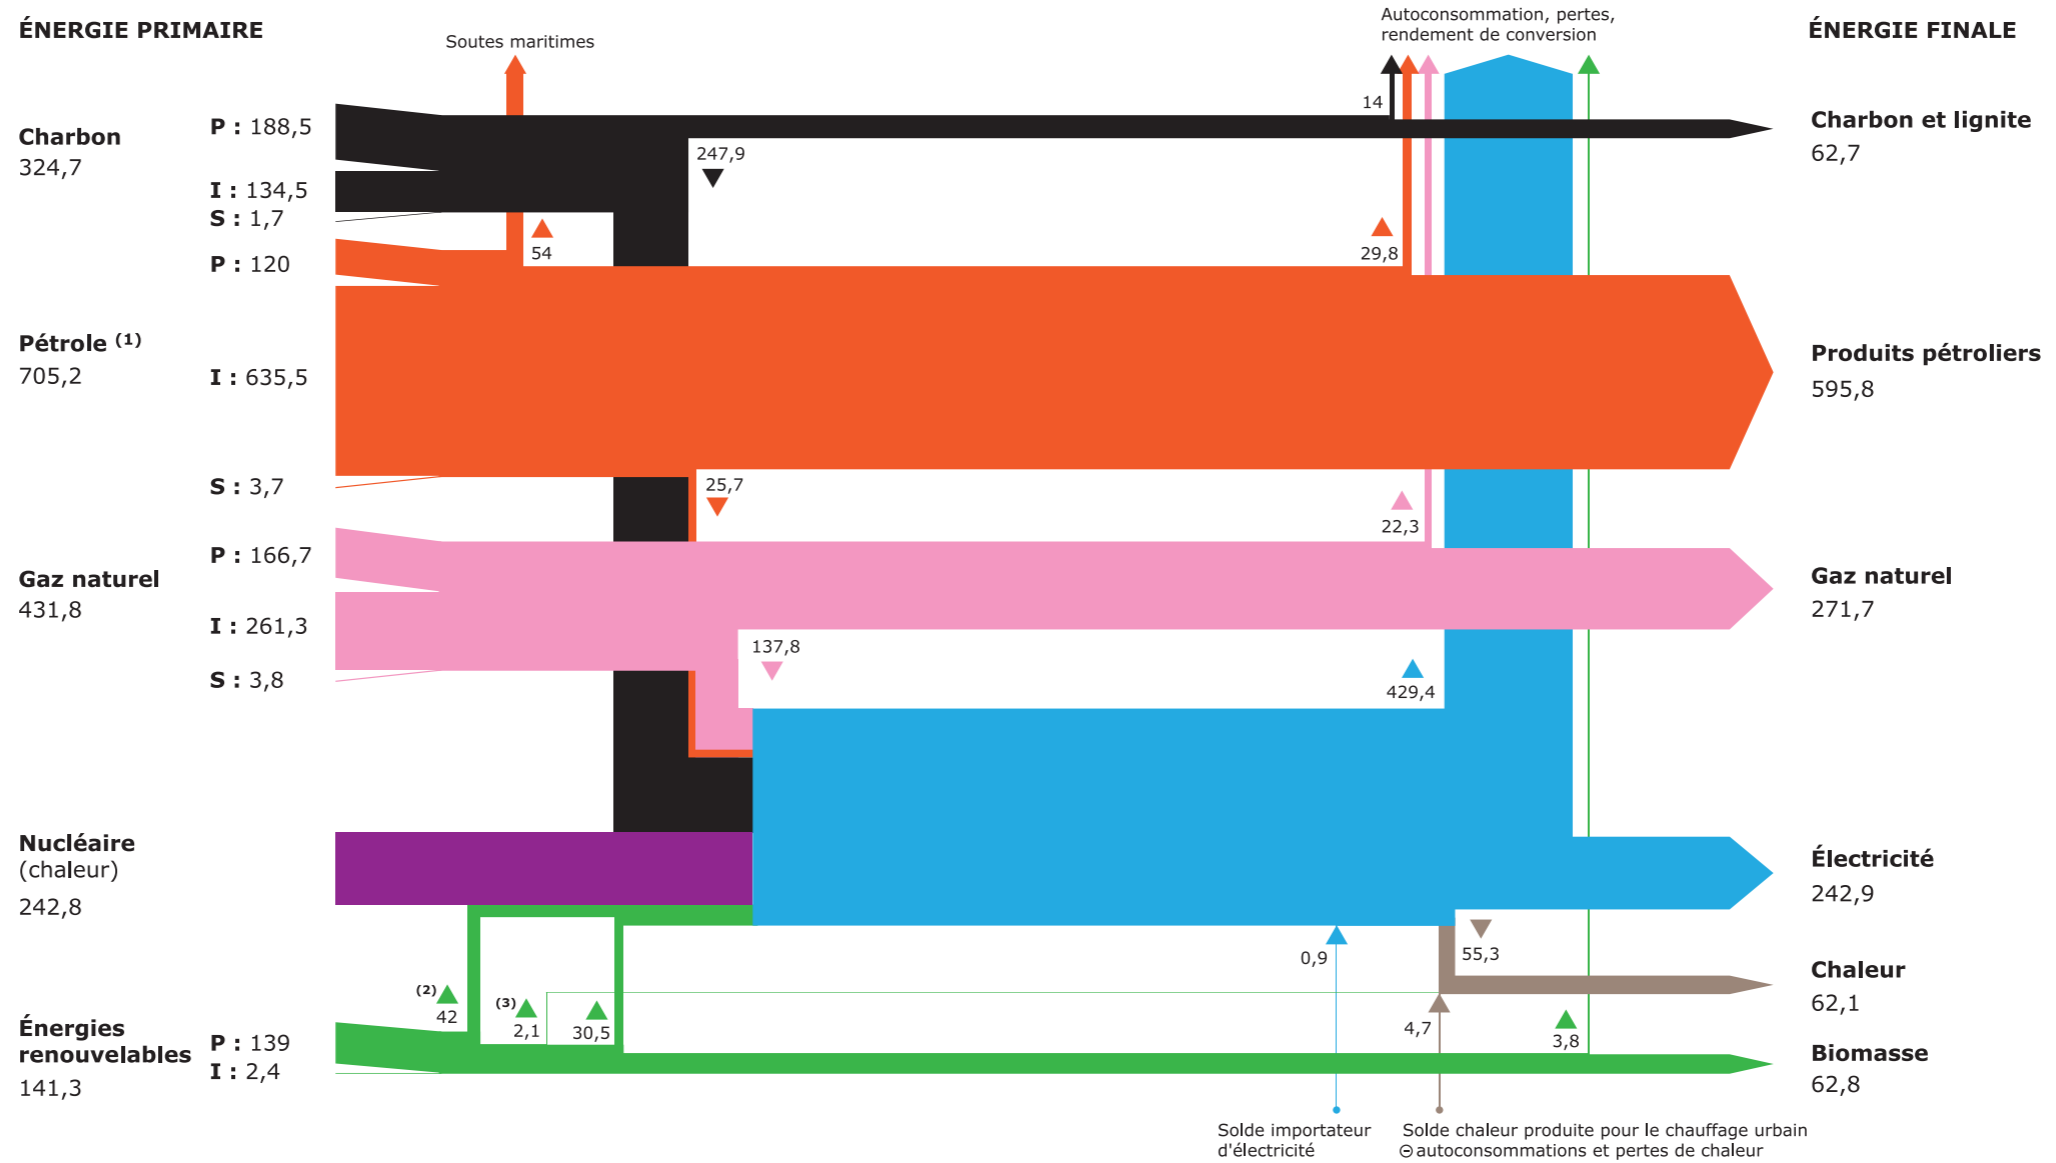 ÉNERGIE PRIMAIRE
Soutes maritimes
Autoconsommation, pertes,
rendement de conversion
ÉNERGIE FINALE
Charbon
324,7
P : 188,5
I : 134,5
S : 1,7
247,9
14
Charbon et lignite
62,7
P : 120
54
29,8
Pétrole (1)
705,2
I : 635,5
S : 3,7
25,7
Produits pétroliers
595,8
Gaz naturel
431,8
P : 166,7
I : 261,3
S : 3,8
22,3
137,8
429,4
Gaz naturel
271,7
Nucléaire
(chaleur)
242,8
Électricité
242,9
0,9
55,3
Chaleur
62,1
Énergies
renouvelables
141,3
P : 139
I : 2,4
(2)
42
(3)
2,1
30,5
4,7
3,8
Biomasse
62,8
Solde importateur
d'électricité
Solde chaleur produite pour le chauffage urbain
⊖ autoconsommations et pertes de chaleur